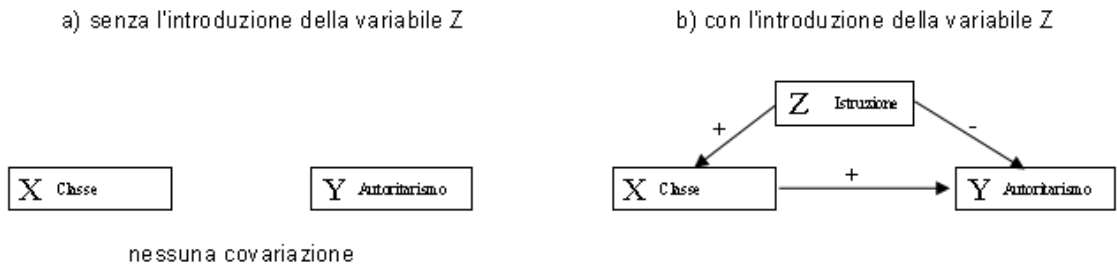 a) senza l'introduzione della variabile Z
b) con l'introduzione della variabile Z
Z Istruzione
+
-
X Classe
Y Autoritarismo
X Classe
+
Y Autoritarismo
nessuna covariazione